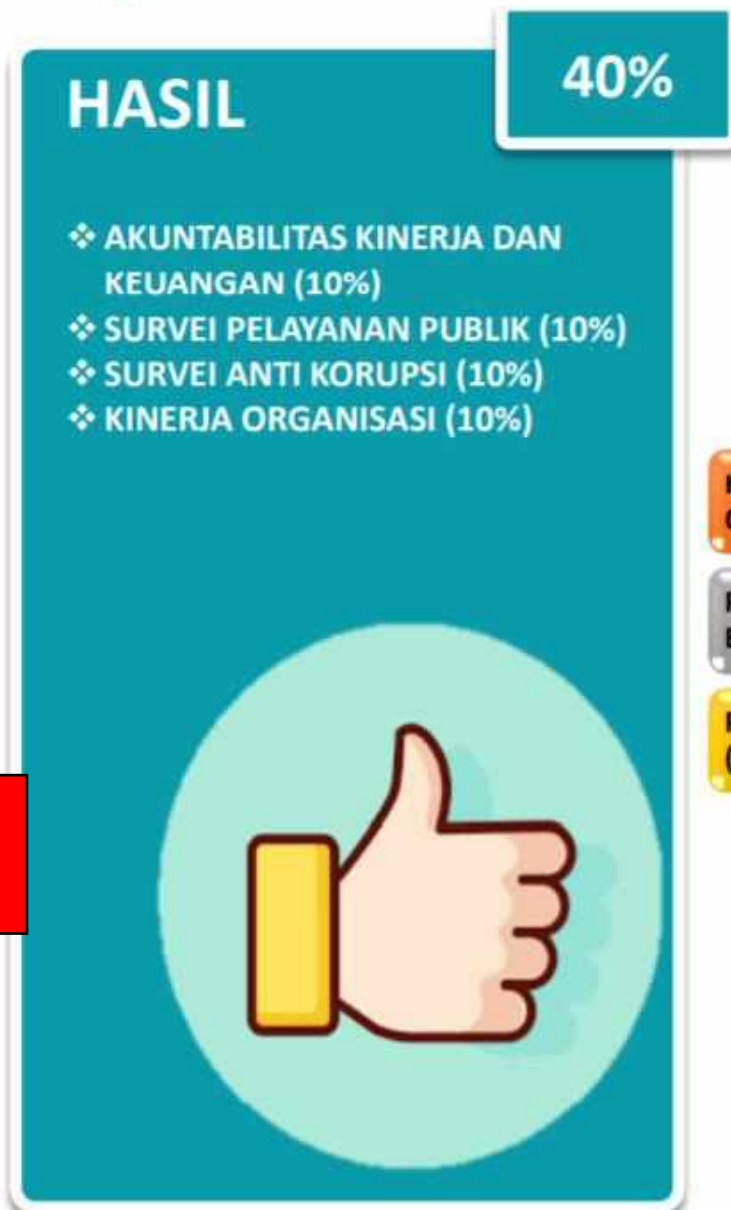 40%
HASIL
❖ AKUNTABILITAS KINERJA DAN
KEUANGAN (10%)
❖ SURVEI PELAYANAN PUBLIK (10%)
❖ SURVEI ANTI KORUPSI (10%)
❖ KINERJA ORGANISASI (10%)